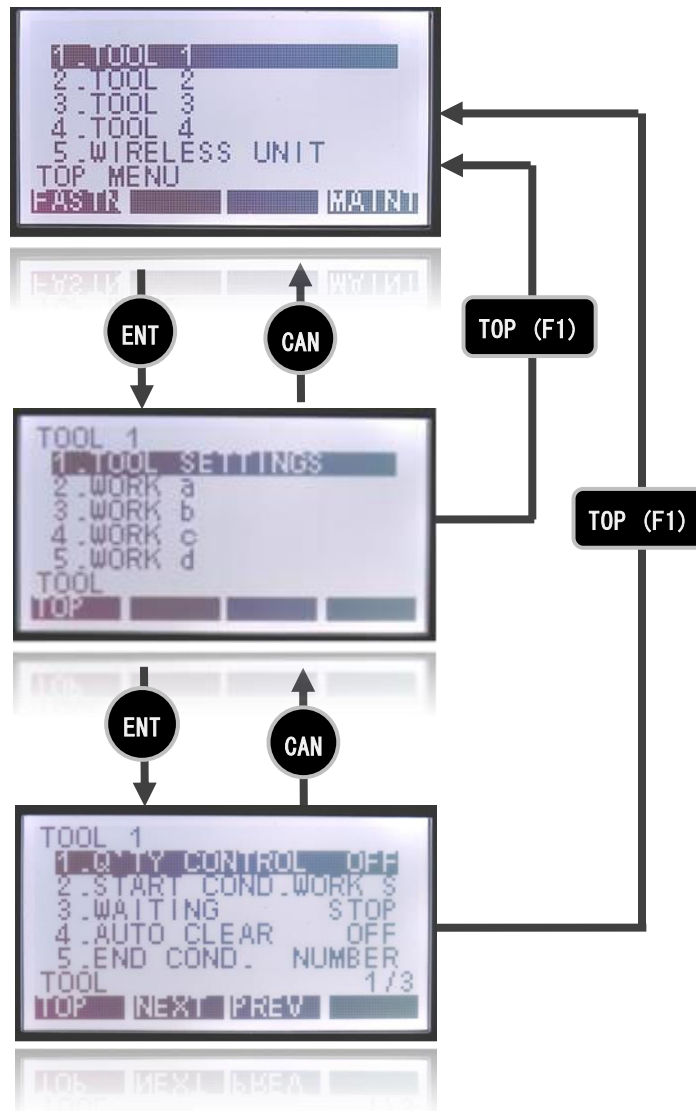 1.TOOL 1
2.TOOL 2
3.TOOL 3
4.TOOL 4
5.WIRELESS UNIT
TOP MENU
FASTN MAINT
ENT
CAN
TOP (F1)
TOOL 1
1.TOOL SETTINGS
2.WORK a
3.WORK b
4.WORK c
5.WORK d
TOOL
TOP
TOP (F1)
ENT
CAN
TOOL 1
1.Q'TY CONTROL OFF
2.START COND.WORK S
3.WAITING STOP
4.AUTO CLEAR OFF
5.END COND. NUMBER
TOOL 1/3
TOP NEXT PREV